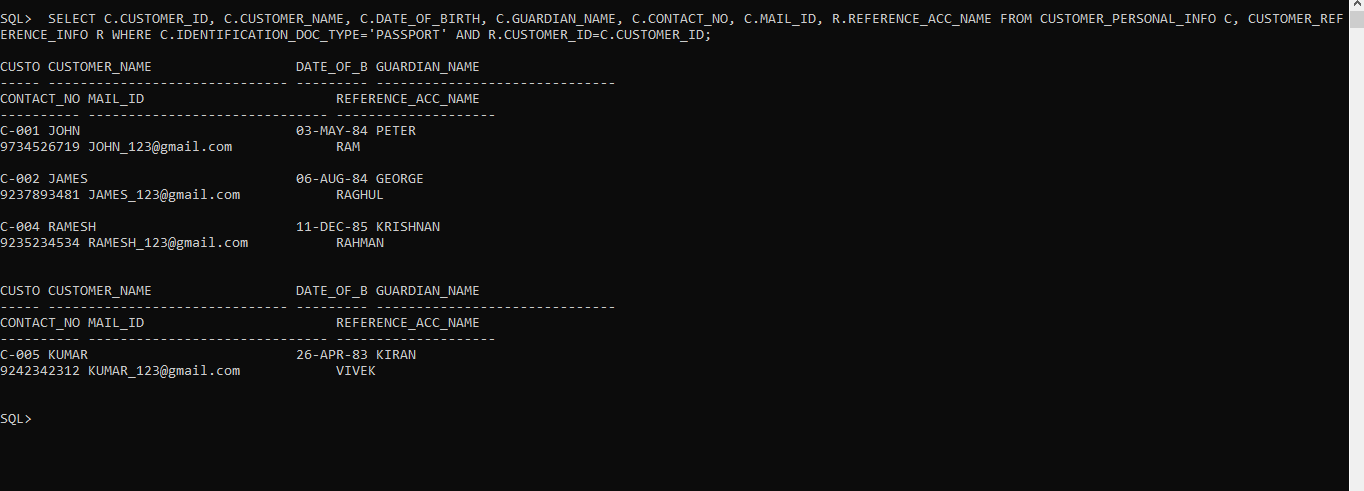 SQL>  SELECT C.CUSTOMER_ID, C.CUSTOMER_NAME, C.DATE_OF_BIRTH, C.GUARDIAN_NAME, C.CONTACT_NO, C.MAIL_ID, R.REFERENCE_ACC_NAME FROM CUSTOMER_PERSONAL_INFO C, CUSTOMER_REF
ERENCE_INFO R WHERE C.IDENTIFICATION_DOC_TYPE='PASSPORT' AND R.CUSTOMER_ID=C.CUSTOMER_ID;

CUSTO CUSTOMER_NAME                  DATE_OF_B GUARDIAN_NAME
----- ------------------------------ --------- ------------------------------
CONTACT_NO MAIL_ID                        REFERENCE_ACC_NAME
---------- ------------------------------ --------------------
C-001 JOHN                           03-MAY-84 PETER
9734526719 JOHN_123@gmail.com             RAM

C-002 JAMES                          06-AUG-84 GEORGE
9237893481 JAMES_123@gmail.com            RAGHUL

C-004 RAMESH                         11-DEC-85 KRISHNAN
9235234534 RAMESH_123@gmail.com           RAHMAN


CUSTO CUSTOMER_NAME                  DATE_OF_B GUARDIAN_NAME
----- ------------------------------ --------- ------------------------------
CONTACT_NO MAIL_ID                        REFERENCE_ACC_NAME
---------- ------------------------------ --------------------
C-005 KUMAR                          26-APR-83 KIRAN
9242342312 KUMAR_123@gmail.com            VIVEK


SQL>